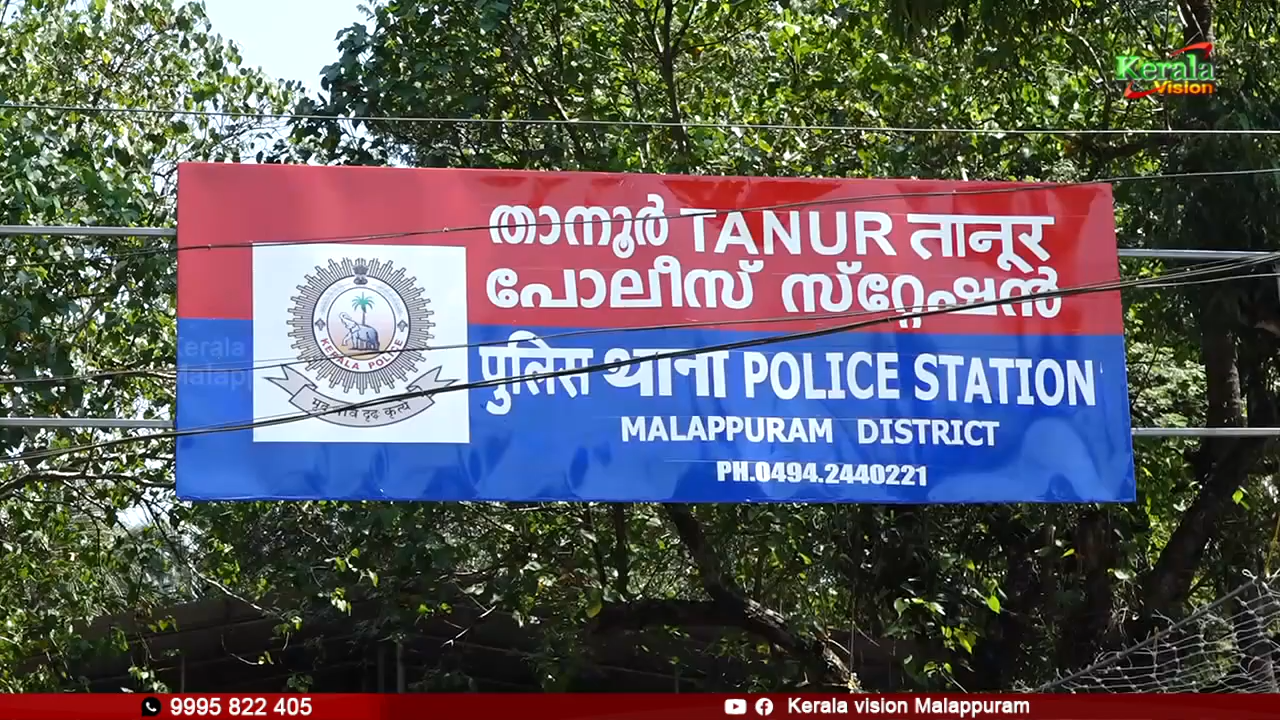 Kerala
Vision
താനൂർ TANUR तानूर
പോലീസ് സ്റ്റേഷൻ
KERALA POLICE
पुलिस थाना POLICE STATION
MALAPPURAM DISTRICT
PH.0494.2440221
9995 822 405
Kerala vision Malappuram